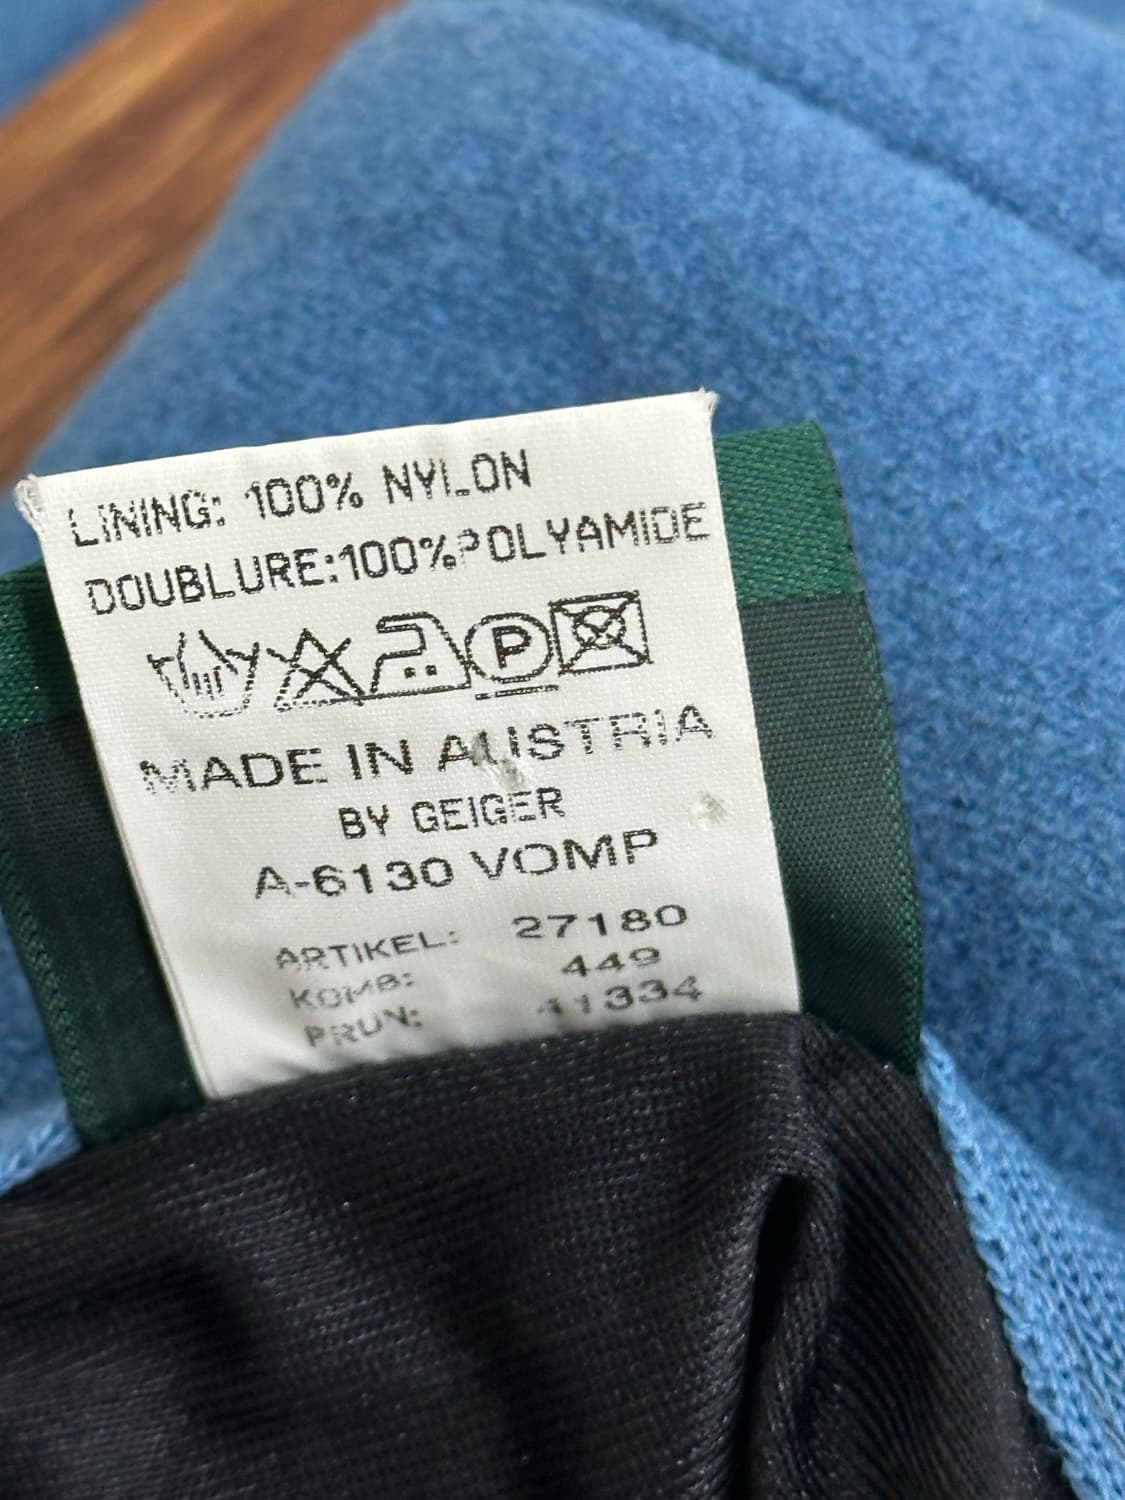 LINING: 100% NYLON
DOUBLURE:100%POLYAMIDE
P
MADE IN AUSTRIA
BY GEIGER
A-6130 VOMP
ARTIKEL: 27180
KOMB: 449
PRUN: 41334